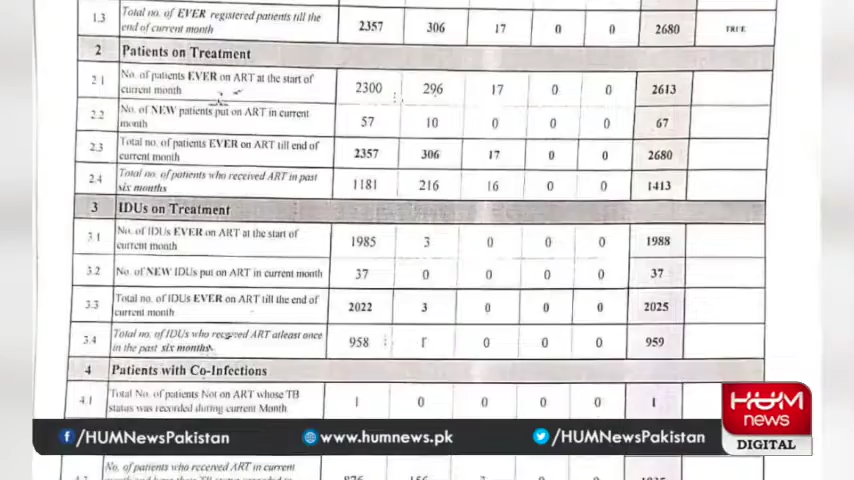 1.3 Total no. of EVER registered patients till the end of current month 2357 306 17 0 0 2680 TRUE
2 Patients on Treatment
2.1 No. of patients EVER on ART at the start of current month 2300 296 17 0 0 2613
2.2 No. of NEW patients put on ART in current month 57 10 0 0 0 67
2.3 Total no. of patients EVER on ART till end of current month 2357 306 17 0 0 2680
2.4 Total no. of patients who received ART in past six months 1181 216 16 0 0 1413
3 IDUs on Treatment
3.1 No. of IDUs EVER on ART at the start of current month 1985 3 0 0 0 1988
3.2 No. of NEW IDUs put on ART in current month 37 0 0 0 0 37
3.3 Total no. of IDUs EVER on ART till the end of current month 2022 3 0 0 0 2025
3.4 Total no. of IDUs who received ART atleast once in the past six months 958 1 0 0 0 959
4 Patients with Co-Infections
4.1 Total No. of patients Not on ART whose TB status was recorded during current Month 1 0 0 0 0 1
HUM
news
DIGITAL
/HUMNewsPakistan www.humnews.pk /HUMNewsPakistan
No. of patients who received ART in current